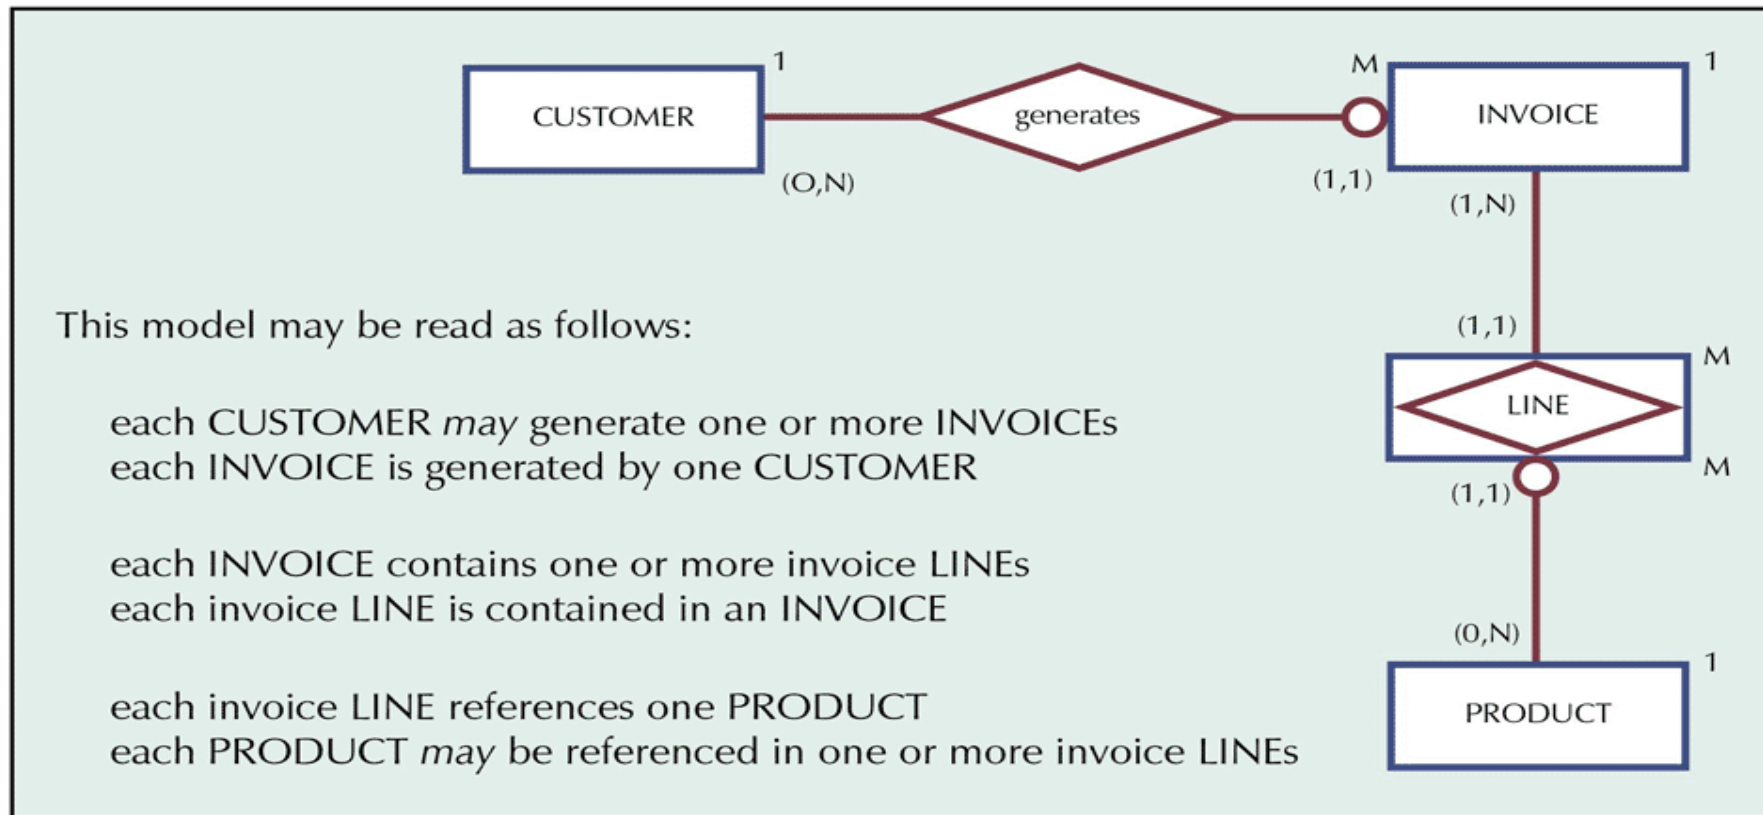 1
M
1
CUSTOMER
generates
INVOICE
(O,N)
(1,1)
(1,N)
This model may be read as follows:
(1,1)
M
LINE
each CUSTOMER may generate one or more INVOICEs
each INVOICE is generated by one CUSTOMER
M
(1,1)
each INVOICE contains one or more invoice LINEs
each invoice LINE is contained in an INVOICE
(0,N)
1
each invoice LINE references one PRODUCT
PRODUCT
each PRODUCT may be referenced in one or more invoice LINEs